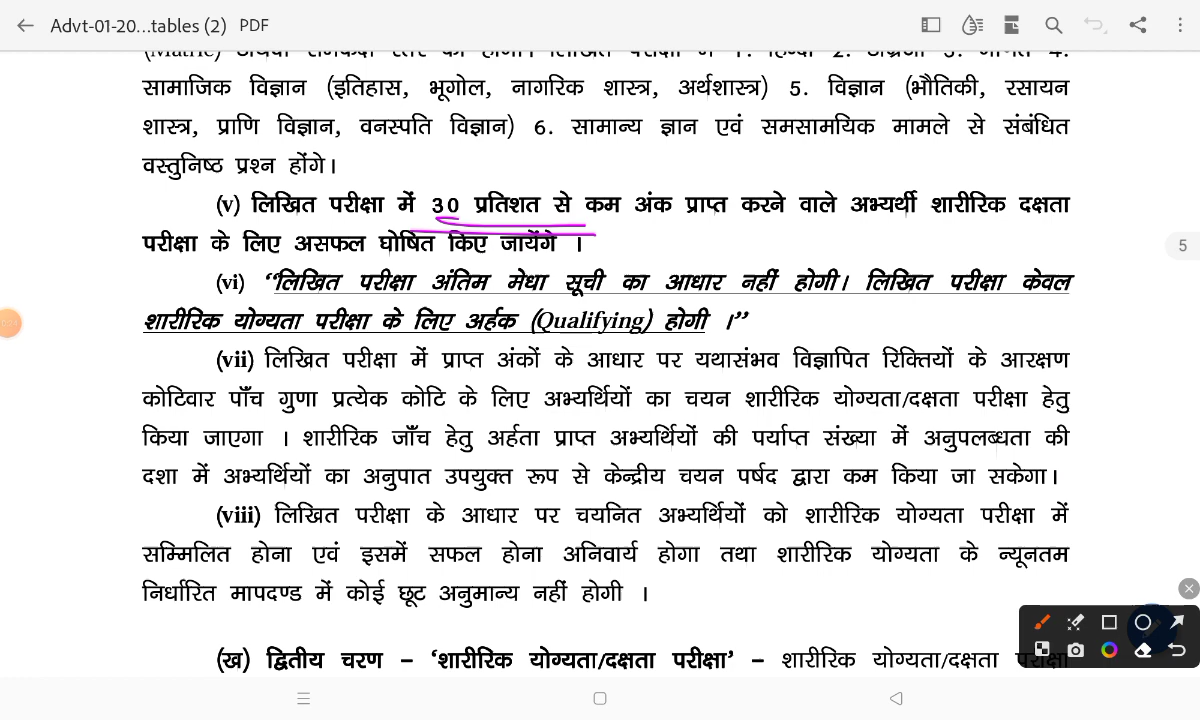 Advt-01-20...tables (2) PDF
सामाजिक विज्ञान (इतिहास, भूगोल, नागरिक शास्त्र, अर्थशास्त्र) 5. विज्ञान (भौतिकी, रसायन
शास्त्र, प्राणि विज्ञान, वनस्पति विज्ञान) 6. सामान्य ज्ञान एवं समसामयिक मामले से संबंधित
वस्तुनिष्ठ प्रश्न होंगे।
(v) लिखित परीक्षा में 30 प्रतिशत से कम अंक प्राप्त करने वाले अभ्यर्थी शारीरिक दक्षता
परीक्षा के लिए असफल घोषित किए जायेंगे ।
5
(vi) “लिखित परीक्षा अंतिम मेधा सूची का आधार नहीं होगी। लिखित परीक्षा केवल
शारीरिक योग्यता परीक्षा के लिए अर्हक (Qualifying) होगी ।”
(vii) लिखित परीक्षा में प्राप्त अंकों के आधार पर यथासंभव विज्ञापित रिक्तियों के आरक्षण
कोटिवार पाँच गुणा प्रत्येक कोटि के लिए अभ्यर्थियों का चयन शारीरिक योग्यता/दक्षता परीक्षा हेतु
किया जाएगा । शारीरिक जाँच हेतु अर्हता प्राप्त अभ्यर्थियों की पर्याप्त संख्या में अनुपलब्धता की
दशा में अभ्यर्थियों का अनुपात उपयुक्त रूप से केन्द्रीय चयन पर्षद द्वारा कम किया जा सकेगा।
(viii) लिखित परीक्षा के आधार पर चयनित अभ्यर्थियों को शारीरिक योग्यता परीक्षा में
सम्मिलित होना एवं इसमें सफल होना अनिवार्य होगा तथा शारीरिक योग्यता के न्यूनतम
निर्धारित मापदण्ड में कोई छूट अनुमान्य नहीं होगी ।
(ख) द्वितीय चरण – ‘शारीरिक योग्यता/दक्षता परीक्षा’ – शारीरिक योग्यता/दक्षता परीक्षा